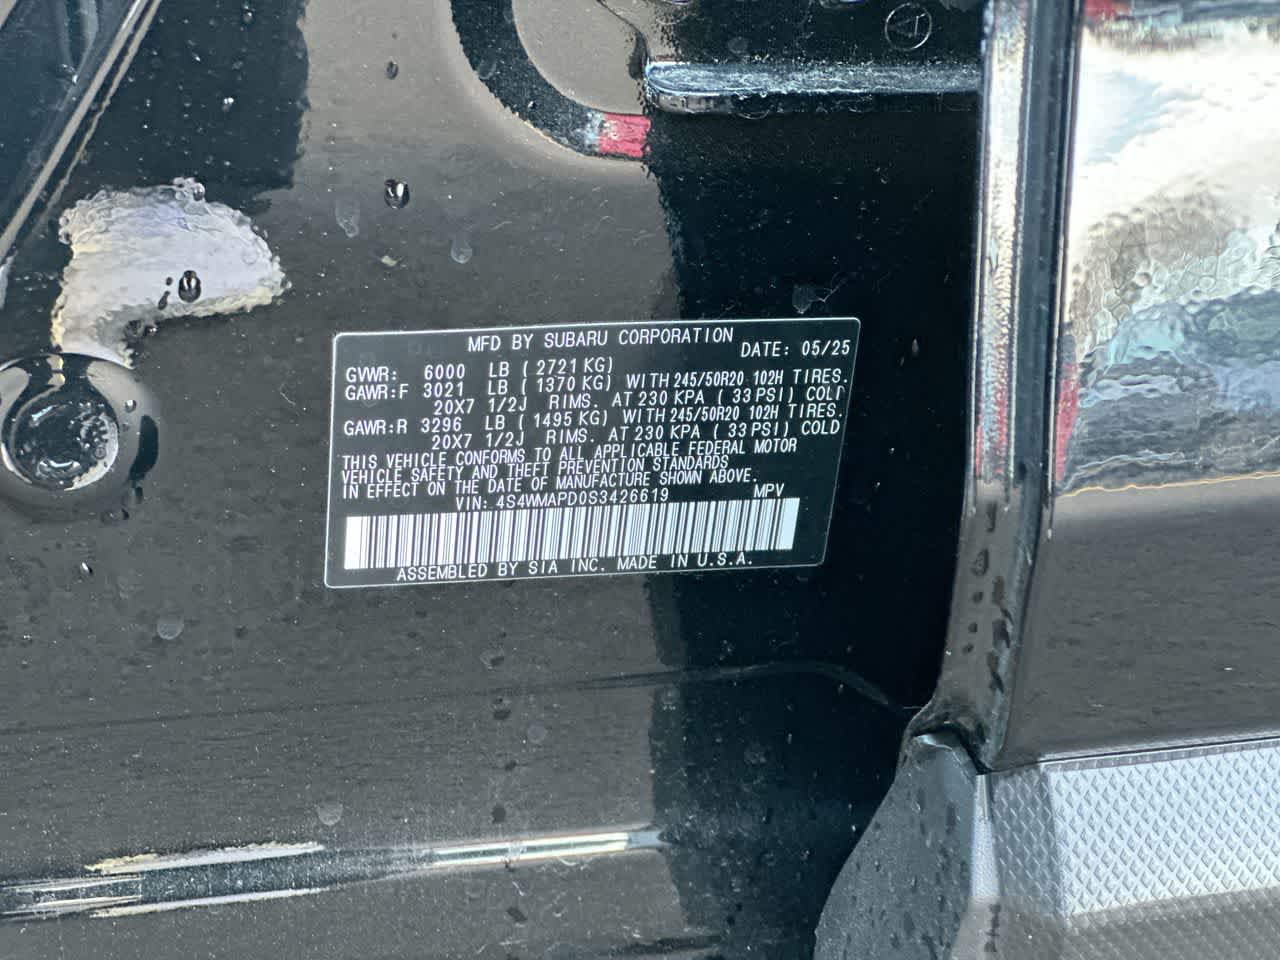 MFD BY SUBARU CORPORATION
DATE: 05/25
GVWR: 6000 LB ( 2721 KG)
GAWR:F 3021 LB ( 1370 KG) WITH 245/50R20 102H TIRES.
20X7 1/2J RIMS. AT 230 KPA ( 33 PSI) COLD
GAWR:R 3296 LB ( 1495 KG) WITH 245/50R20 102H TIRES.
20X7 1/2J RIMS. AT 230 KPA ( 33 PSI) COLD
THIS VEHICLE CONFORMS TO ALL APPLICABLE FEDERAL MOTOR
VEHICLE SAFETY AND THEFT PREVENTION STANDARDS
IN EFFECT ON THE DATE OF MANUFACTURE SHOWN ABOVE.
VIN: 4S4WMAPD0S3426619 MPV
ASSEMBLED BY SIA INC. MADE IN U.S.A.